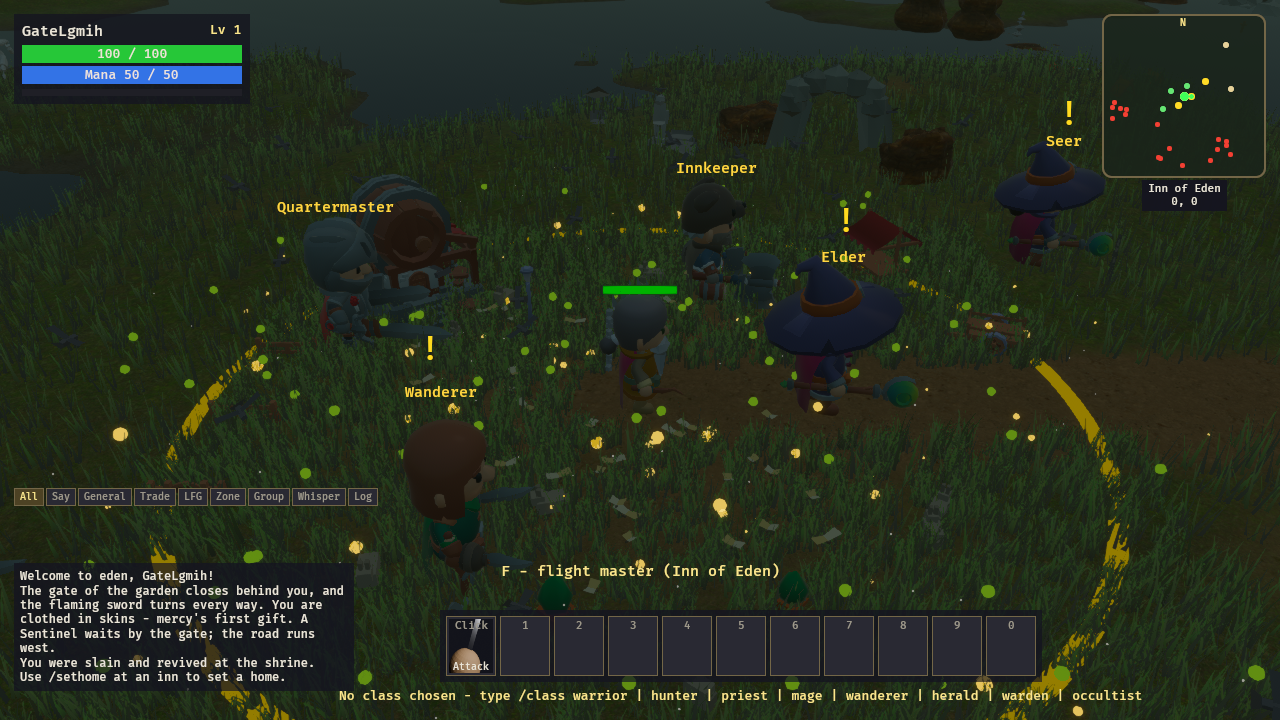 GateLgmih Lv 1
100 / 100
Mana 50 / 50
N
!
Seer
Inn of Eden
0, 0
Innkeeper
Quartermaster
!
Elder
!
Wanderer
All Say General Trade LFG Zone Group Whisper Log
Welcome to eden, GateLgmih!
The gate of the garden closes behind you, and
the flaming sword turns every way. You are
clothed in skins - mercy's first gift. A
Sentinel waits by the gate; the road runs
west.
You were slain and revived at the shrine.
Use /sethome at an inn to set a home.
F - flight master (Inn of Eden)
Click 1 2 3 4 5 6 7 8 9 0
Attack
No class chosen - type /class warrior | hunter | priest | mage | wanderer | herald | warden | occultist